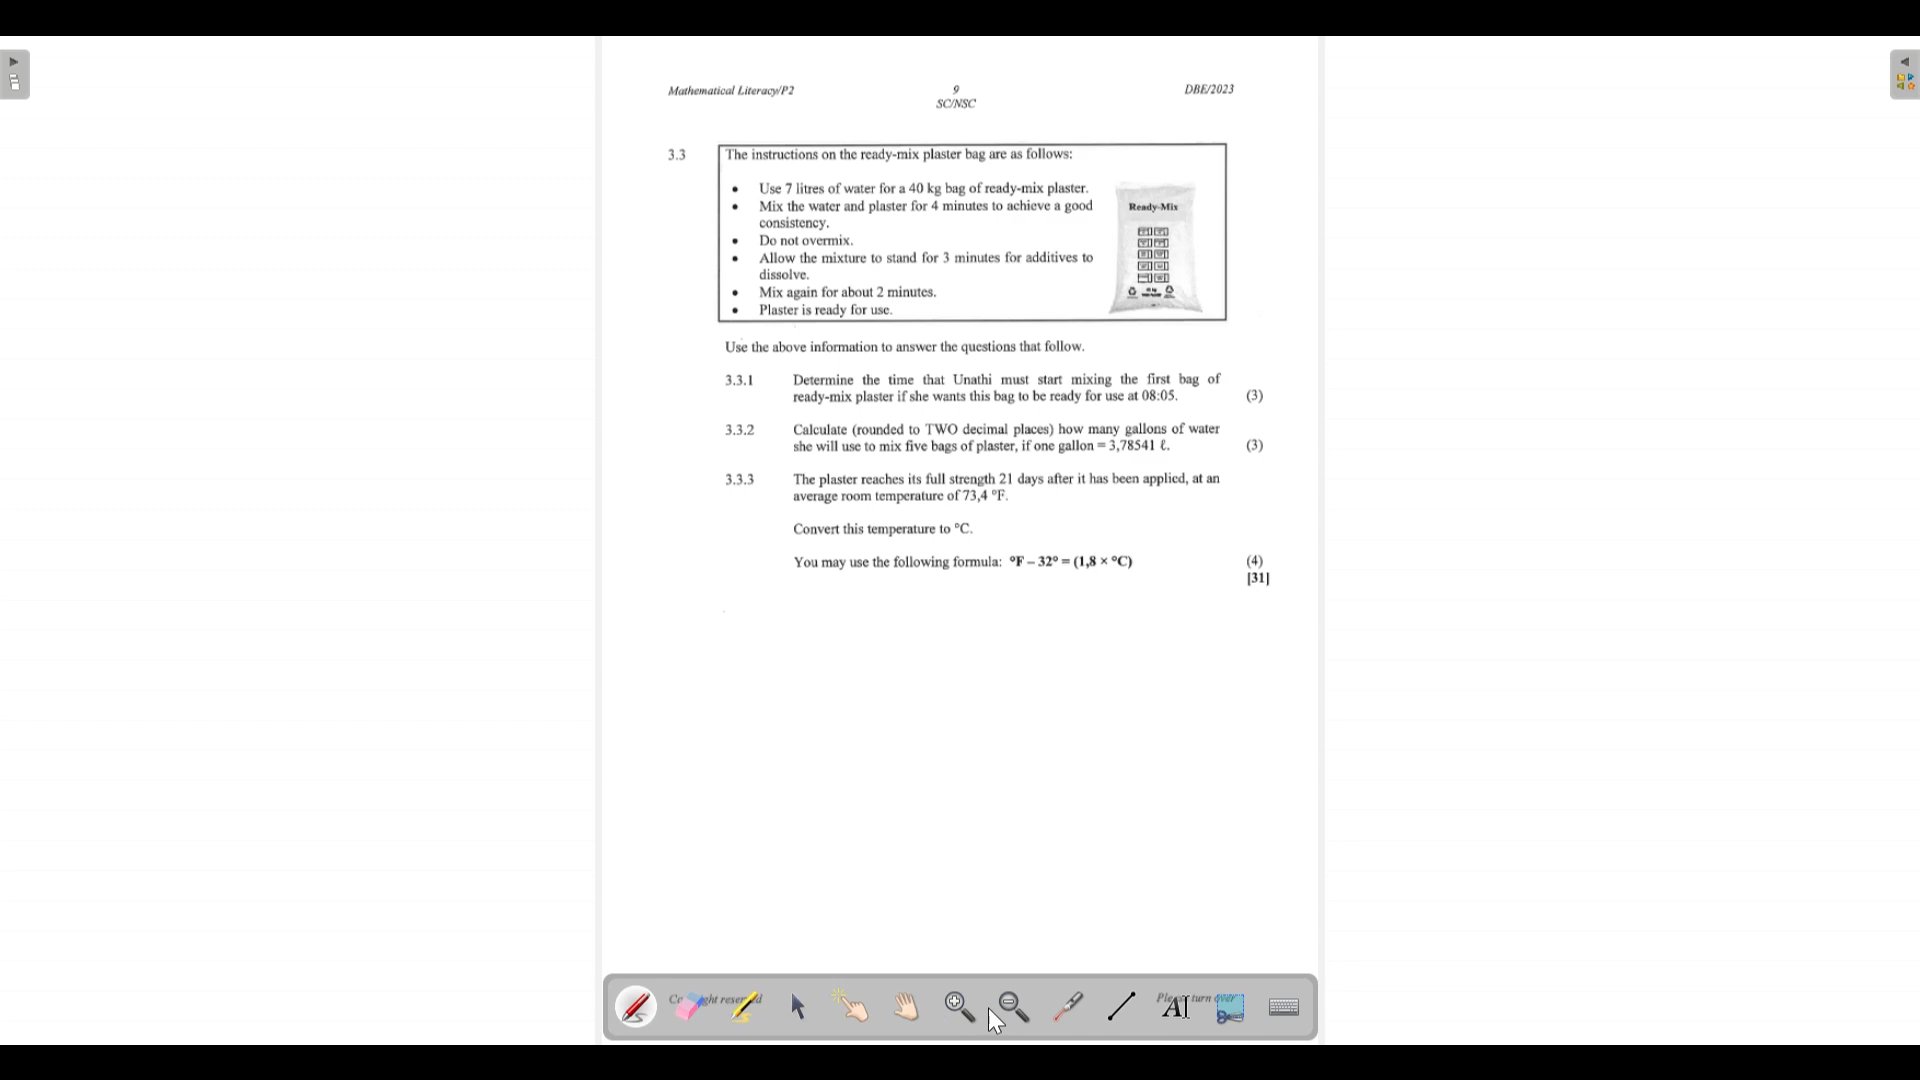 Mathematical Literacy/P2
9
SC/NSC
DBE/2023
3.3
The instructions on the ready-mix plaster bag are as follows:
• Use 7 litres of water for a 40 kg bag of ready-mix plaster.
• Mix the water and plaster for 4 minutes to achieve a good
consistency.
• Do not overmix.
• Allow the mixture to stand for 3 minutes for additives to
dissolve.
• Mix again for about 2 minutes.
• Plaster is ready for use.
Ready-Mix
Use the above information to answer the questions that follow.
3.3.1 Determine the time that Unathi must start mixing the first bag of
ready-mix plaster if she wants this bag to be ready for use at 08:05. (3)
3.3.2 Calculate (rounded to TWO decimal places) how many gallons of water
she will use to mix five bags of plaster, if one gallon = 3,78541 ℓ. (3)
3.3.3 The plaster reaches its full strength 21 days after it has been applied, at an
average room temperature of 73,4 °F.
Convert this temperature to °C.
You may use the following formula: °F – 32° = (1,8 × °C) (4)
[31]